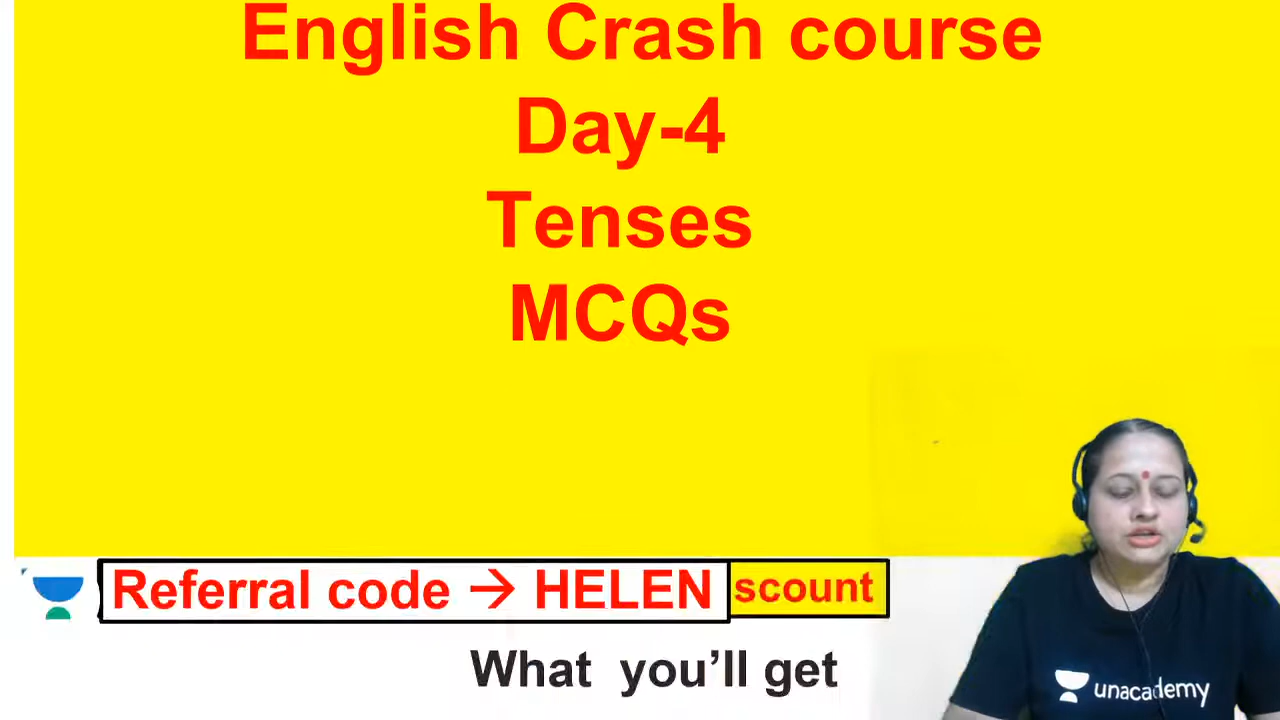 English Crash course
Day-4
Tenses
MCQs
Referral code → HELEN
scount
What you'll get
unacademy